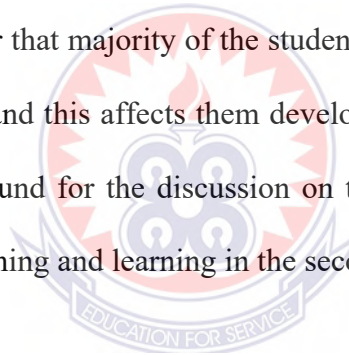 that majority of the studen
nd this affects them develo
und for the discussion on t
ning and learning in the seco
EDUCATION FOR SERVICE